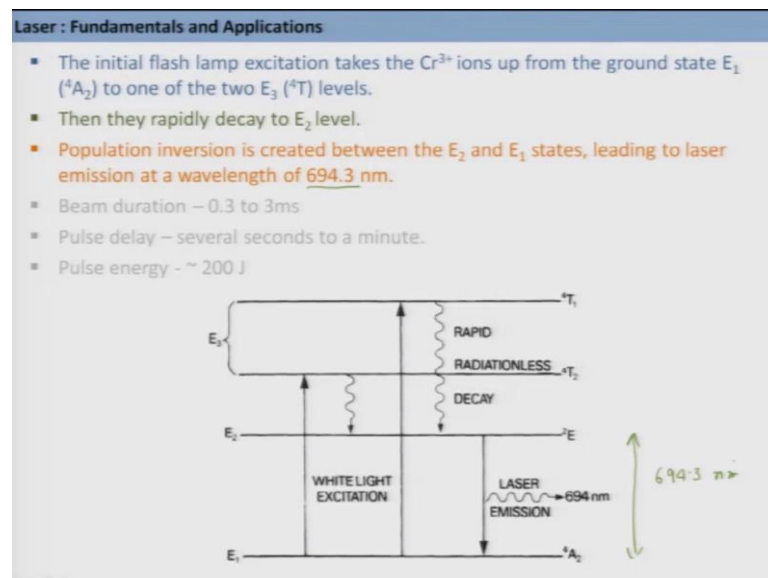 Laser : Fundamentals and Applications
▪ The initial flash lamp excitation takes the Cr³⁺ ions up from the ground state E₁
(⁴A₂) to one of the two E₃ (⁴T) levels.
▪ Then they rapidly decay to E₂ level.
▪ Population inversion is created between the E₂ and E₁ states, leading to laser
emission at a wavelength of 694.3 nm.
▪ Beam duration – 0.3 to 3ms
▪ Pulse delay – several seconds to a minute.
▪ Pulse energy - ~ 200 J
⁴T₁
E₃
RAPID
RADIATIONLESS
⁴T₂
DECAY
E₂
²E
WHITE LIGHT
EXCITATION
LASER
694 nm
EMISSION
694.3
E₁
⁴A₂